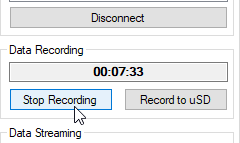 Disconnect
Data Recording
00:07:33
Stop Recording Record to uSD
Data Streaming